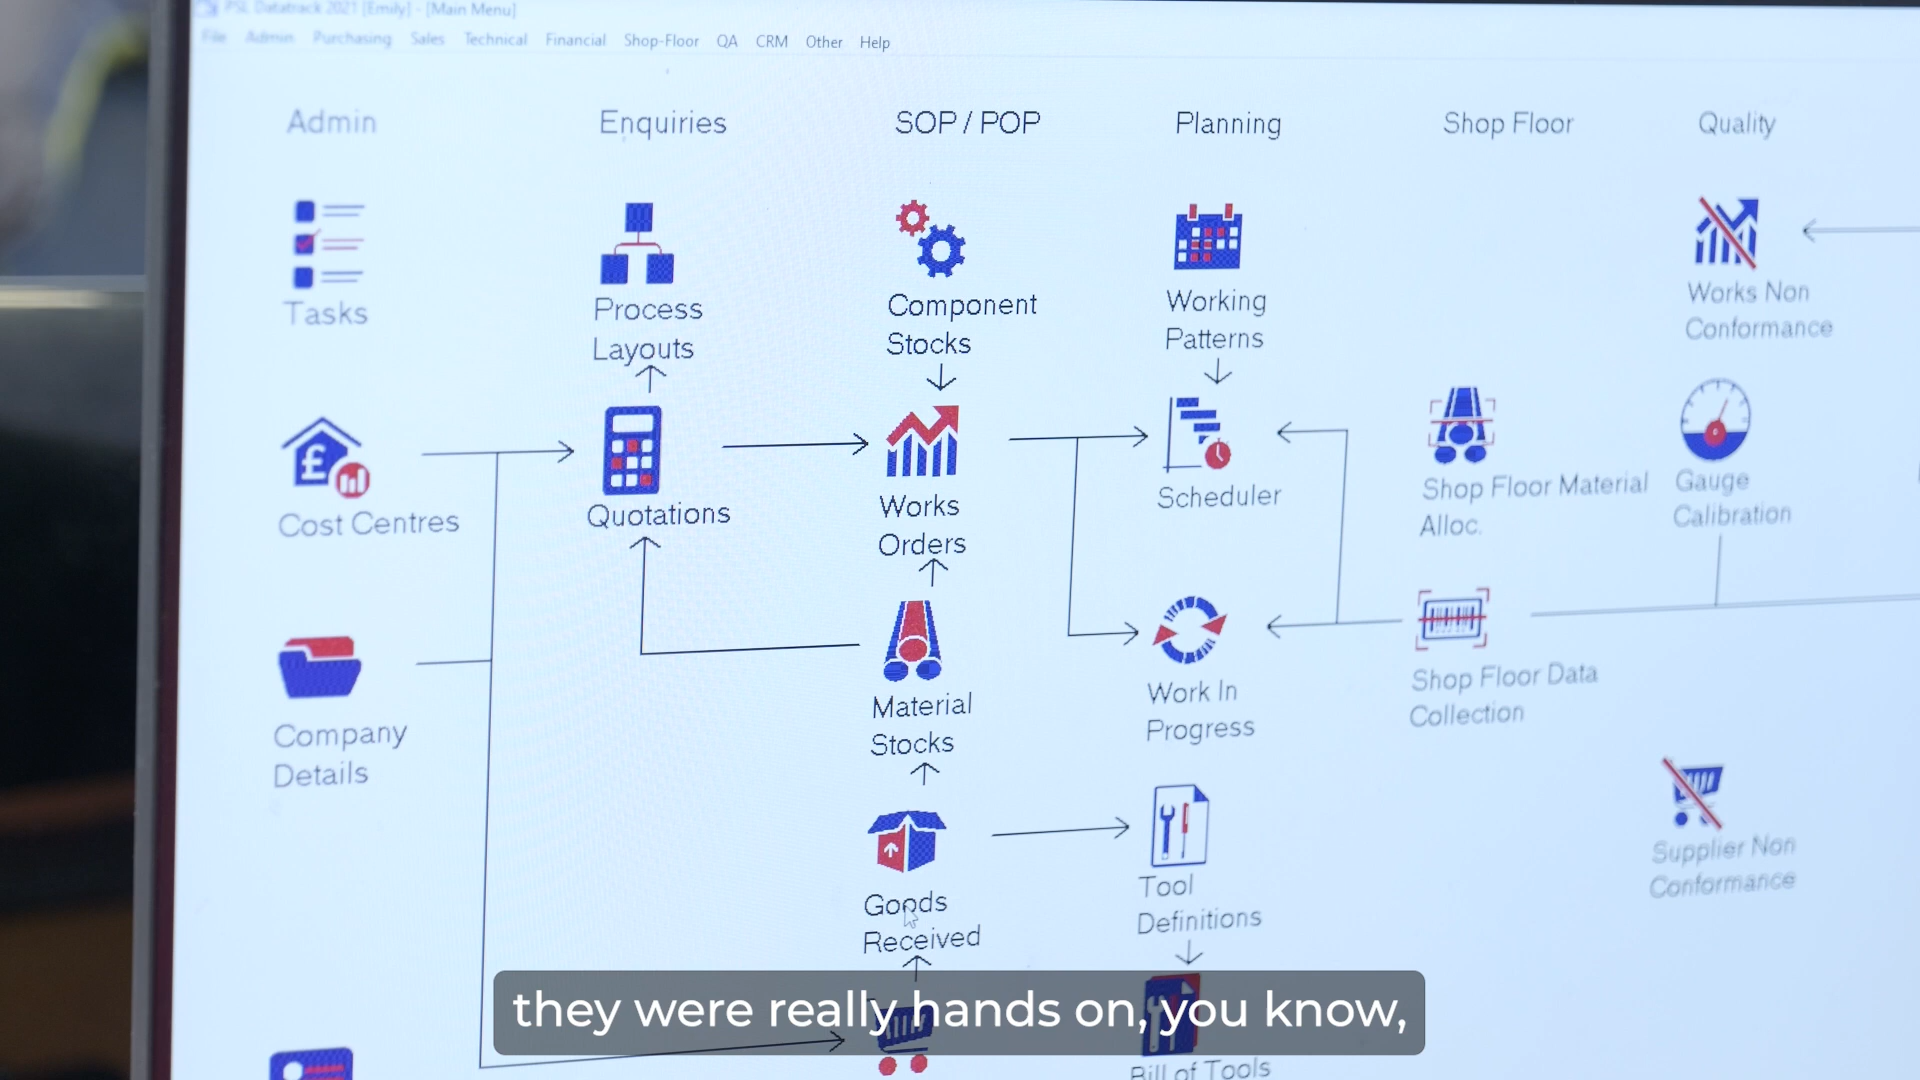 PSL Datatrack 2021 [Emily] - [Main Menu]
File Admin Purchasing Sales Technical Financial Shop-Floor QA CRM Other Help
Admin Enquiries SOP / POP Planning Shop Floor Quality
Tasks
Process
Layouts
Component
Stocks
Working
Patterns
Works Non
Conformance
Cost Centres
Quotations
Works
Orders
Scheduler
Shop Floor Material
Alloc.
Gauge
Calibration
Company
Details
Material
Stocks
Work In
Progress
Shop Floor Data
Collection
Goods
Received
Tool
Definitions
Supplier Non
Conformance
they were really hands on, you know,
Bill of Tools